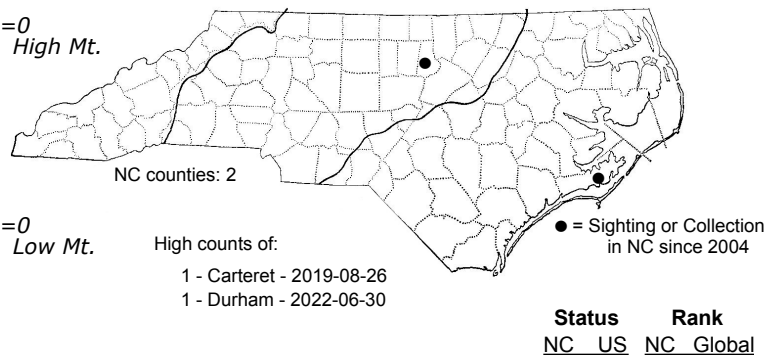 =0
High Mt.
NC counties: 2
=0
Low Mt.
High counts of:
1 - Carteret - 2019-08-26
1 - Durham - 2022-06-30
● = Sighting or Collection
in NC since 2004
Status Rank
NC US NC Global